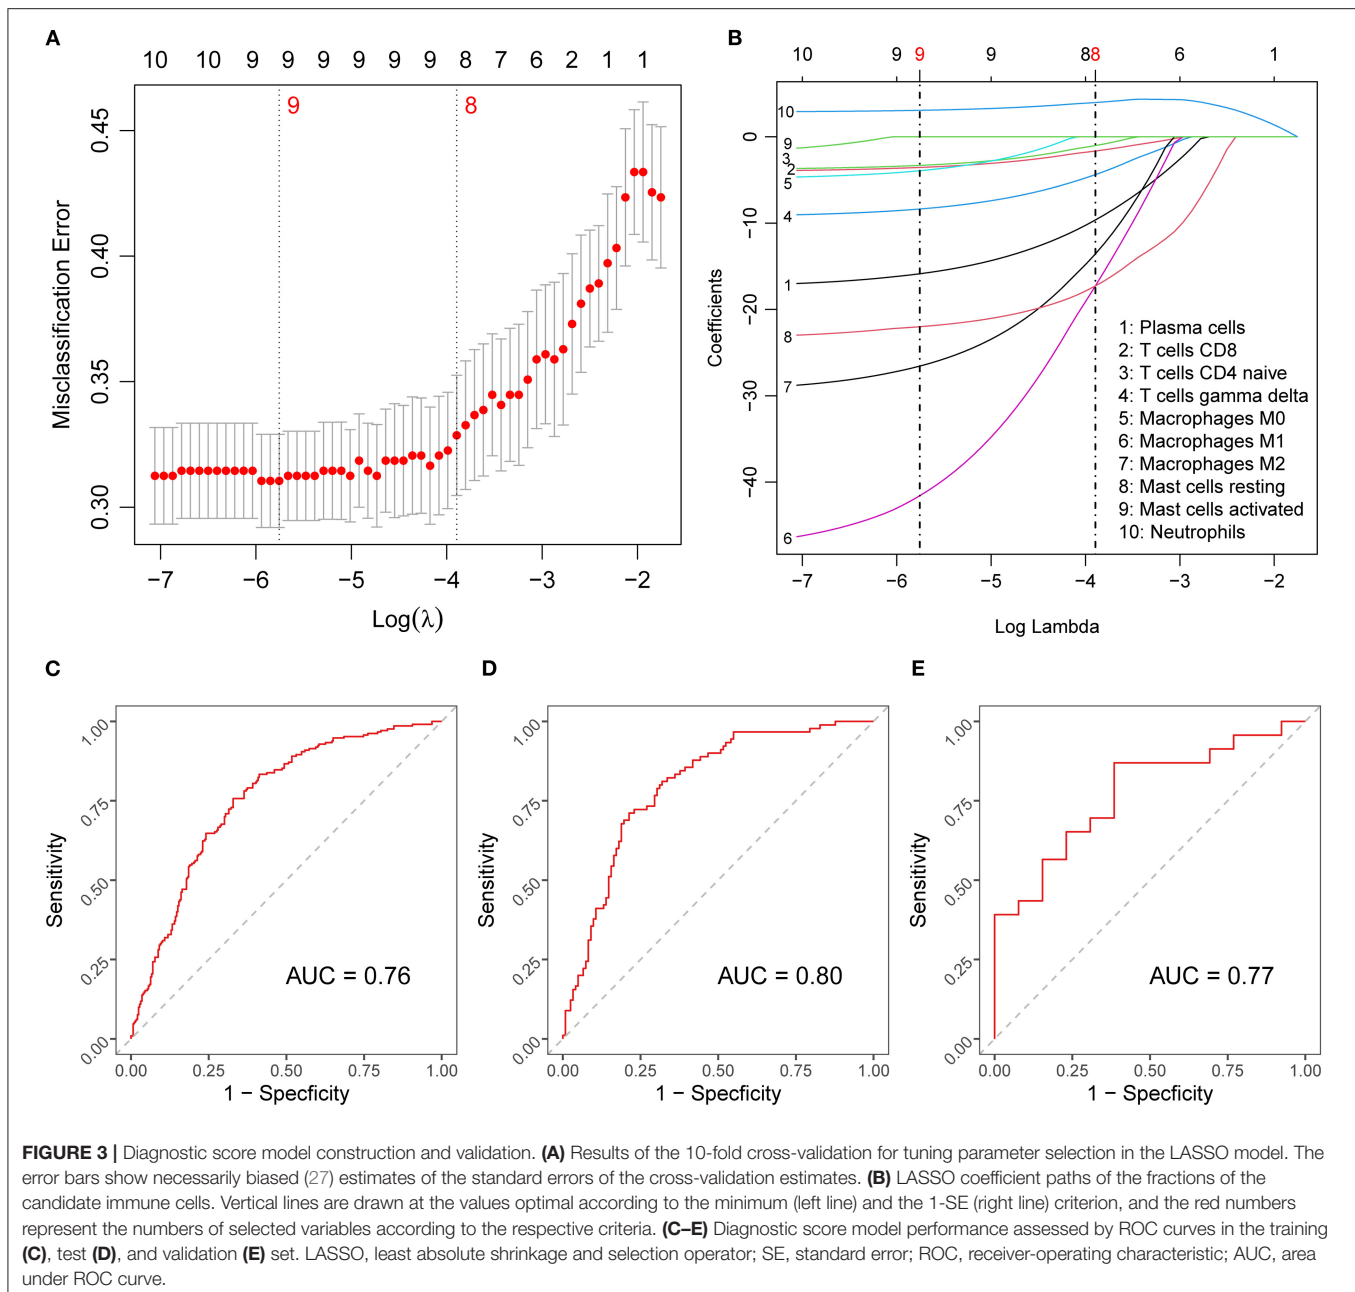 A
10 10 9 9 9 9 9 9 9 8 7 6 2 1 1
9
8
0.45
0.40
0.35
0.30
Misclassification Error
−7 −6 −5 −4 −3 −2
Log(λ)
B
10 9 9 9 8 8 6 1
0
−10
−20
−30
−40
Coefficients
10
9
3
2
5
4
1
8
7
6
1: Plasma cells
2: T cells CD8
3: T cells CD4 naive
4: T cells gamma delta
5: Macrophages M0
6: Macrophages M1
7: Macrophages M2
8: Mast cells resting
9: Mast cells activated
10: Neutrophils
−7 −6 −5 −4 −3 −2
Log Lambda
C
1.00
0.75
0.50
0.25
0.00
Sensitivity
AUC = 0.76
0.00 0.25 0.50 0.75 1.00
1 − Specficity
D
1.00
0.75
0.50
0.25
0.00
Sensitivity
AUC = 0.80
0.00 0.25 0.50 0.75 1.00
1 − Specficity
E
1.00
0.75
0.50
0.25
0.00
Sensitivity
AUC = 0.77
0.00 0.25 0.50 0.75 1.00
1 − Specficity
FIGURE 3 | Diagnostic score model construction and validation. (A) Results of the 10-fold cross-validation for tuning parameter selection in the LASSO model. The
error bars show necessarily biased (27) estimates of the standard errors of the cross-validation estimates. (B) LASSO coefficient paths of the fractions of the
candidate immune cells. Vertical lines are drawn at the values optimal according to the minimum (left line) and the 1-SE (right line) criterion, and the red numbers
represent the numbers of selected variables according to the respective criteria. (C–E) Diagnostic score model performance assessed by ROC curves in the training
(C), test (D), and validation (E) set. LASSO, least absolute shrinkage and selection operator; SE, standard error; ROC, receiver-operating characteristic; AUC, area
under ROC curve.